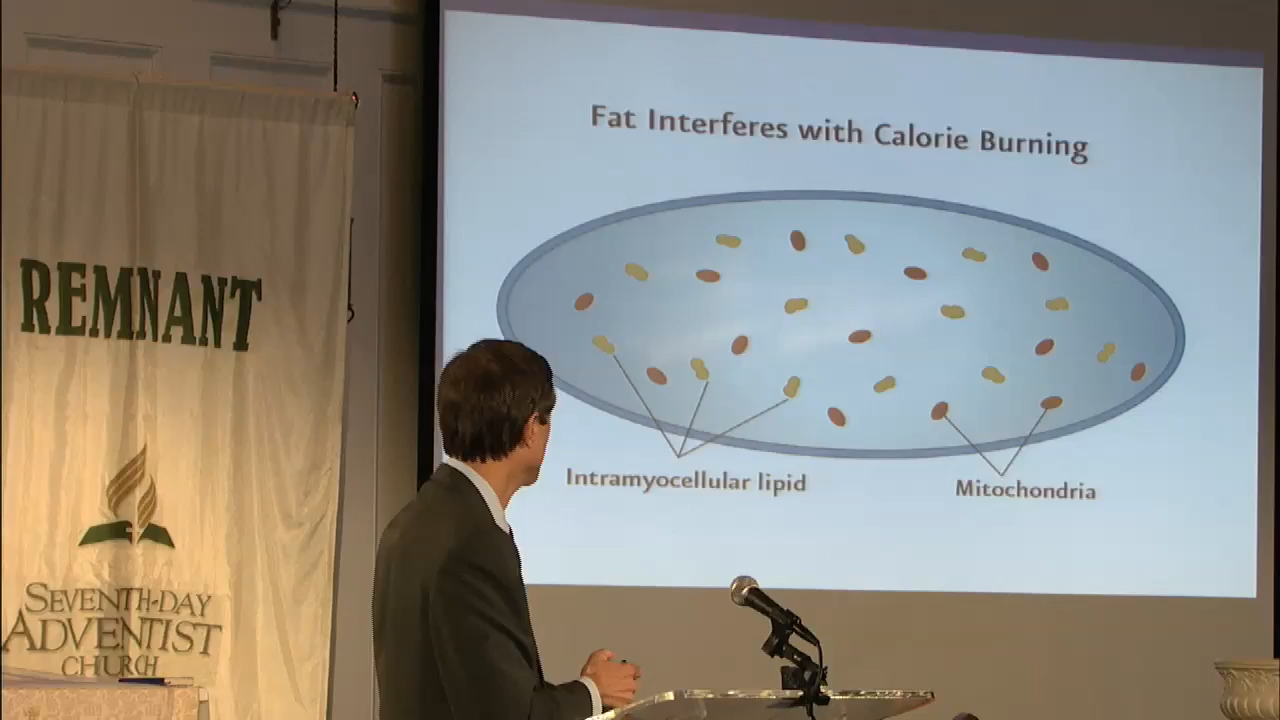 Fat Interferes with Calorie Burning
Intramyocellular lipid
Mitochondria
REMNANT
SEVENTH-DAY
ADVENTIST
CHURCH